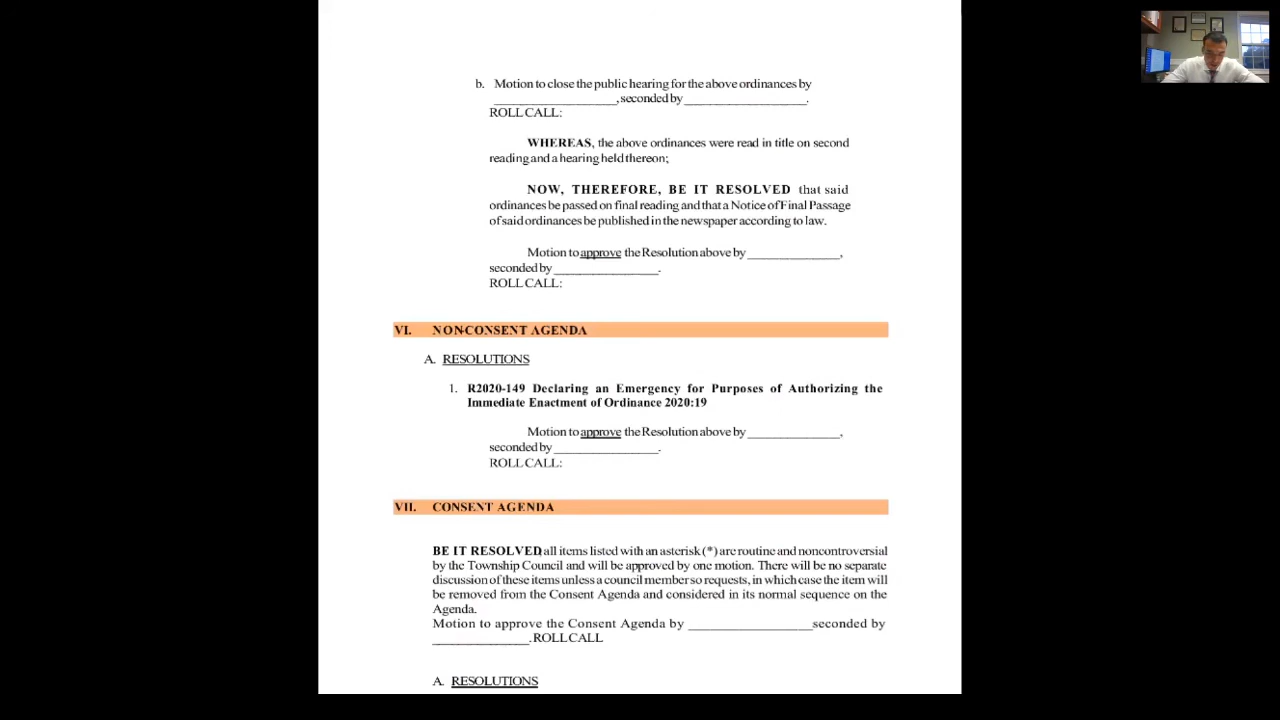 b. Motion to close the public hearing for the above ordinances by
__________________, seconded by __________________.
ROLL CALL:
WHEREAS, the above ordinances were read in title on second
reading and a hearing held thereon;
NOW, THEREFORE, BE IT RESOLVED that said
ordinances be passed on final reading and that a Notice of Final Passage
of said ordinances be published in the newspaper according to law.
Motion to approve the Resolution above by ______________,
seconded by ________________.
ROLL CALL:
VI. NON-CONSENT AGENDA
A. RESOLUTIONS
1. R2020-149 Declaring an Emergency for Purposes of Authorizing the
Immediate Enactment of Ordinance 2020:19
Motion to approve the Resolution above by ______________,
seconded by ________________.
ROLL CALL:
VII. CONSENT AGENDA
BE IT RESOLVED, all items listed with an asterisk (*) are routine and noncontroversial
by the Township Council and will be approved by one motion. There will be no separate
discussion of these items unless a council member so requests, in which case the item will
be removed from the Consent Agenda and considered in its normal sequence on the
Agenda.
Motion to approve the Consent Agenda by __________________ seconded by
______________. ROLL CALL
A. RESOLUTIONS